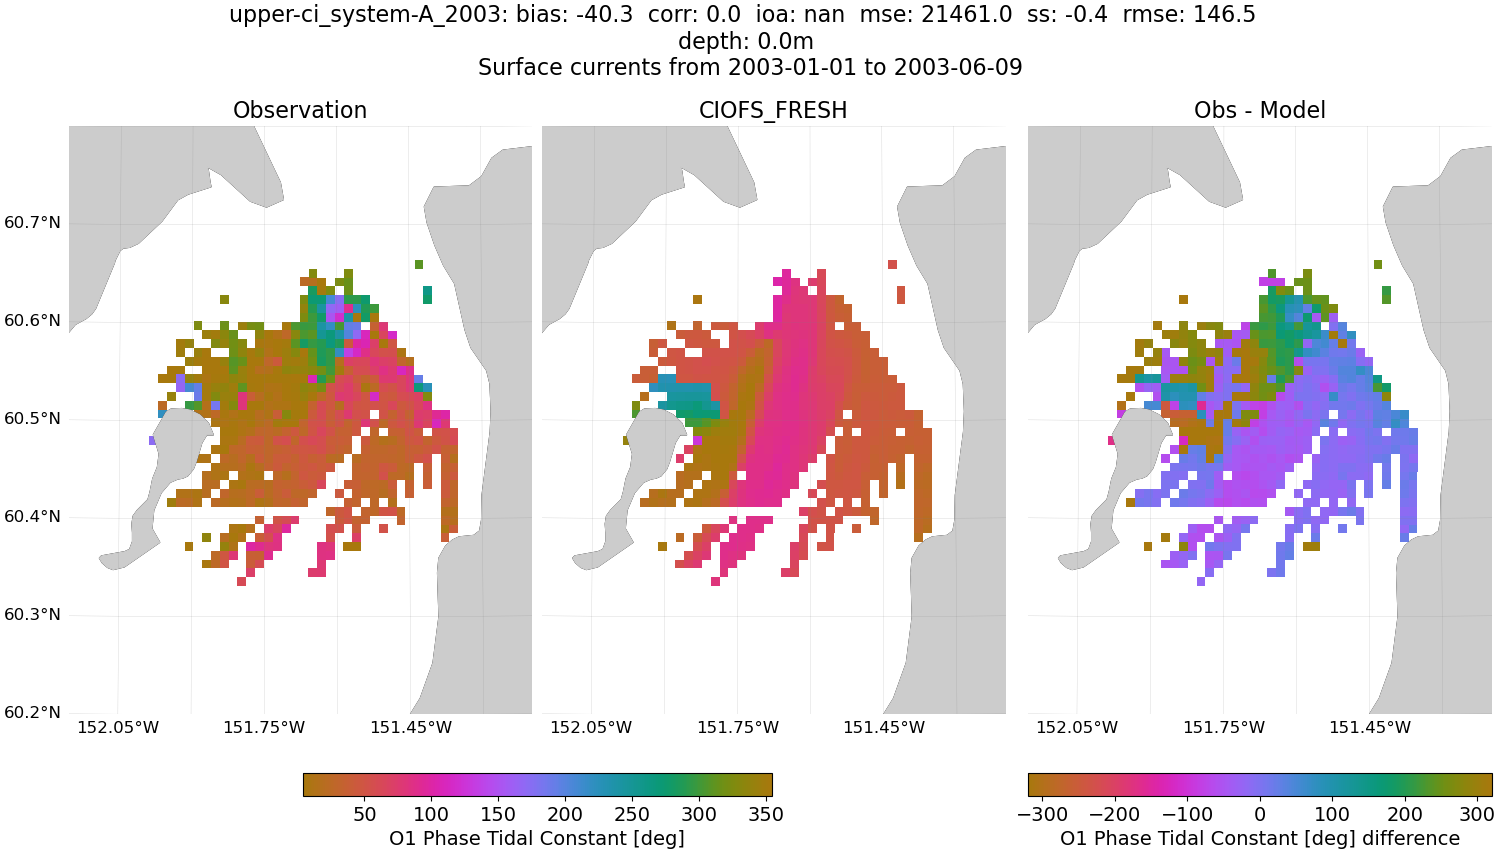 upper-ci_system-A_2003: bias: -40.3  corr: 0.0  ioa: nan  mse: 21461.0  ss: -0.4  rmse: 146.5
depth: 0.0m
Surface currents from 2003-01-01 to 2003-06-09
Observation
CIOFS_FRESH
Obs - Model
60.7°N
60.6°N
60.5°N
60.4°N
60.3°N
60.2°N
152.05°W 151.75°W 151.45°W
152.05°W 151.75°W 151.45°W
152.05°W 151.75°W 151.45°W
50 100 150 200 250 300 350
O1 Phase Tidal Constant [deg]
−300 −200 −100 0 100 200 300
O1 Phase Tidal Constant [deg] difference